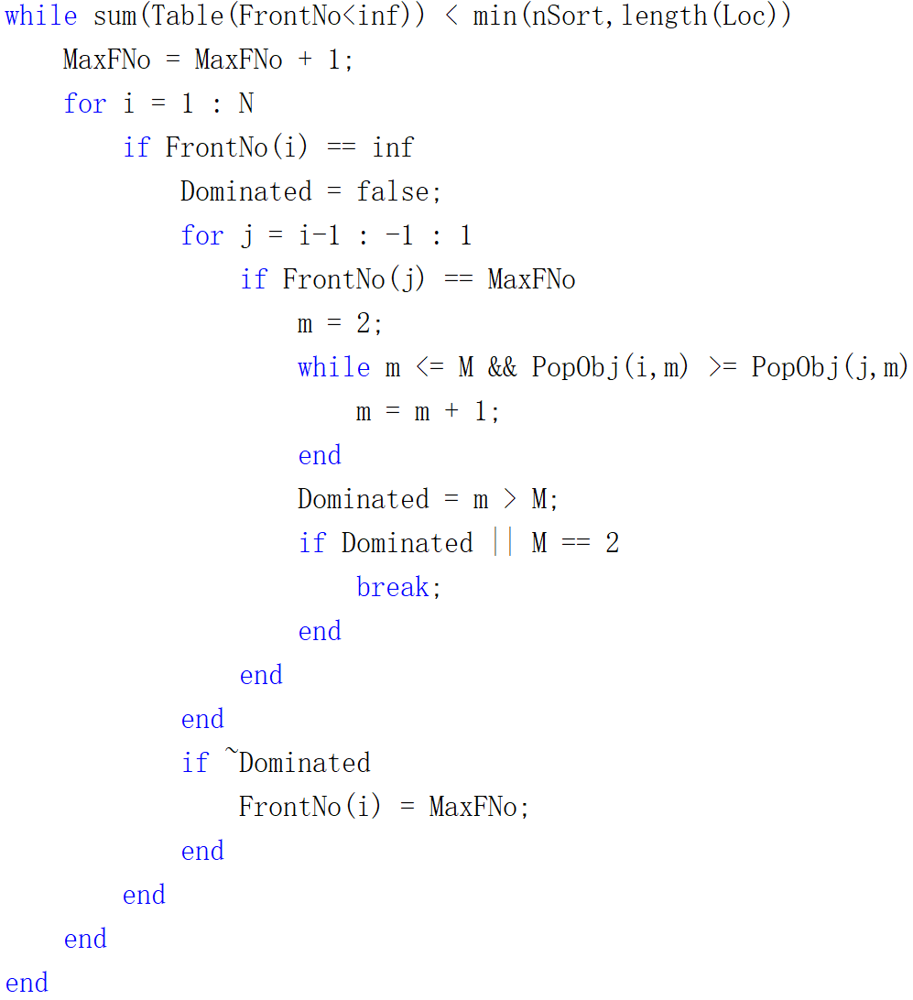 while sum(Table(FrontNo<inf)) < min(nSort,length(Loc))
    MaxFNo = MaxFNo + 1;
    for i = 1 : N
        if FrontNo(i) == inf
            Dominated = false;
            for j = i-1 : -1 : 1
                if FrontNo(j) == MaxFNo
                    m = 2;
                    while m <= M && PopObj(i,m) >= PopObj(j,m)
                        m = m + 1;
                    end
                    Dominated = m > M;
                    if Dominated || M == 2
                        break;
                    end
                end
            end
            if ~Dominated
                FrontNo(i) = MaxFNo;
            end
        end
    end
end